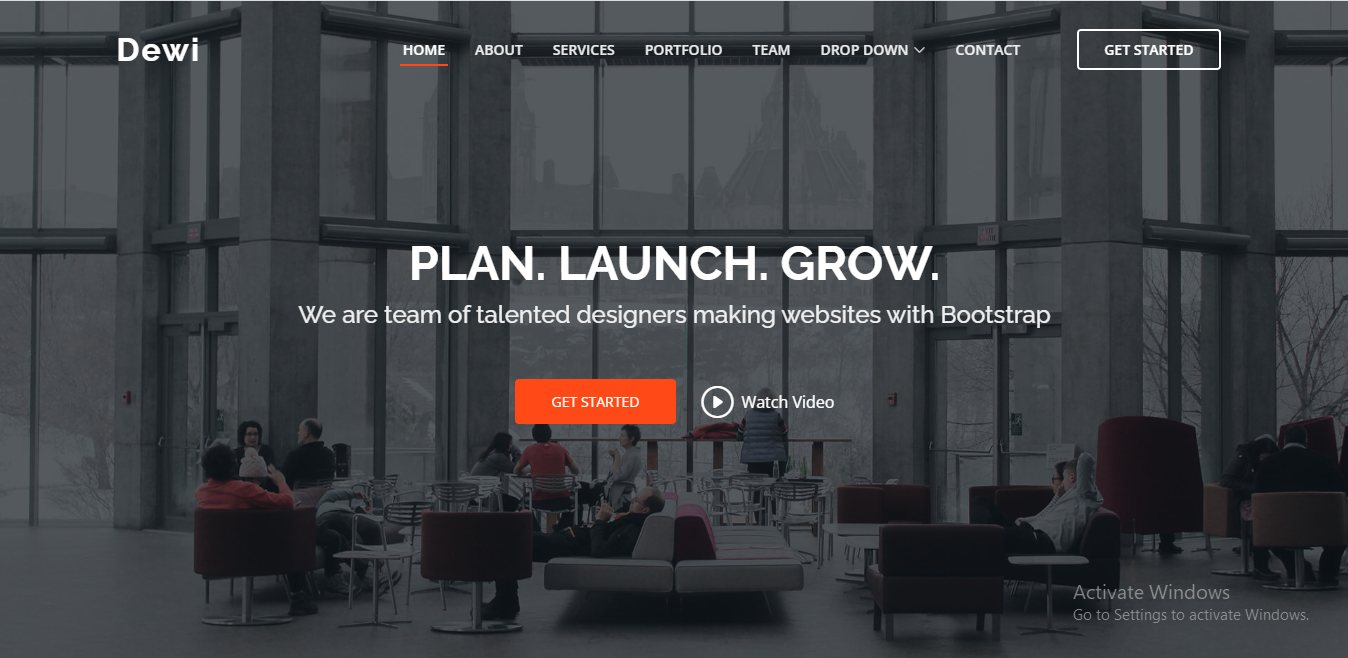 Dewi
HOME ABOUT SERVICES PORTFOLIO TEAM DROP DOWN CONTACT GET STARTED
PLAN. LAUNCH. GROW.
We are team of talented designers making websites with Bootstrap
GET STARTED Watch Video
Activate Windows
Go to Settings to activate Windows.